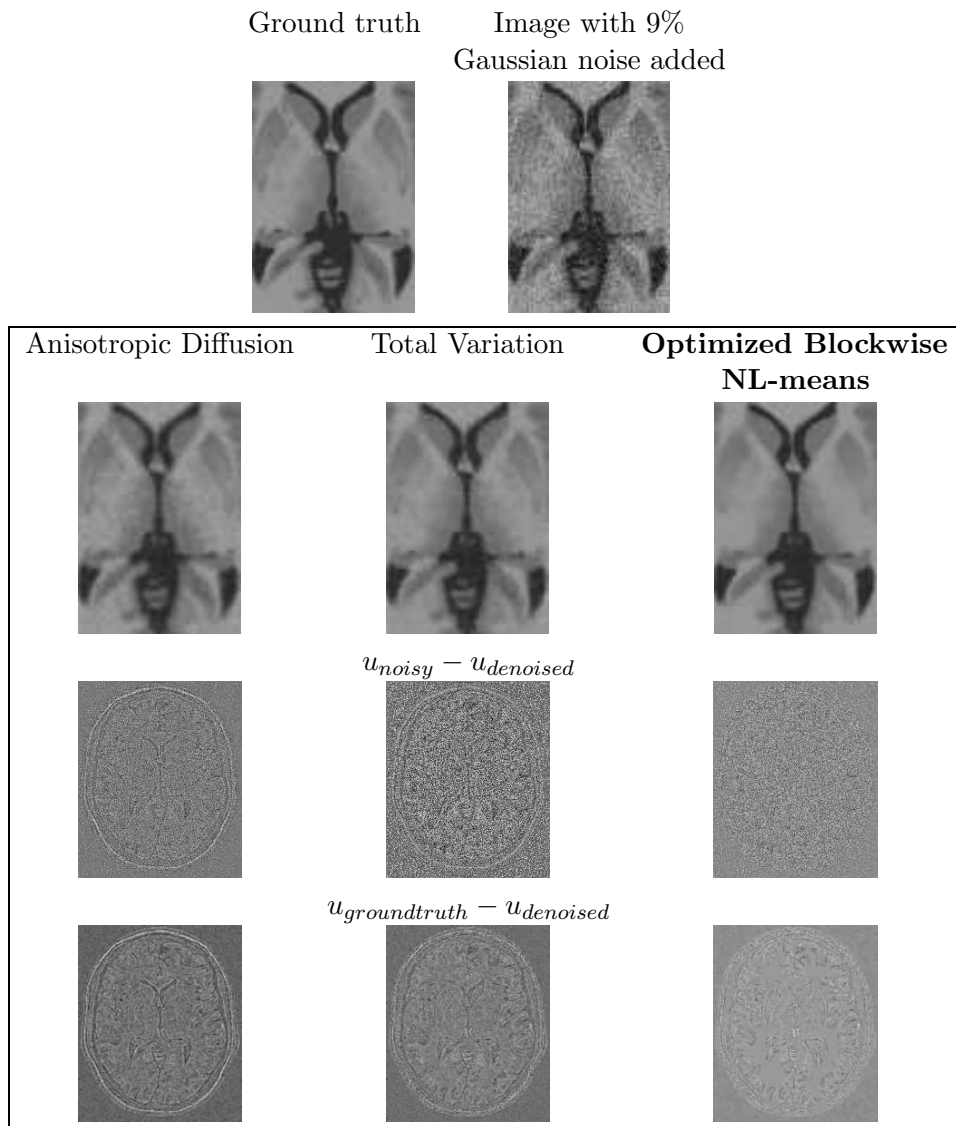 Ground truth
Image with 9%
Gaussian noise added
Anisotropic Diffusion
Total Variation
Optimized Blockwise
NL-means
u_{noisy} − u_{denoised}
u_{groundtruth} − u_{denoised}